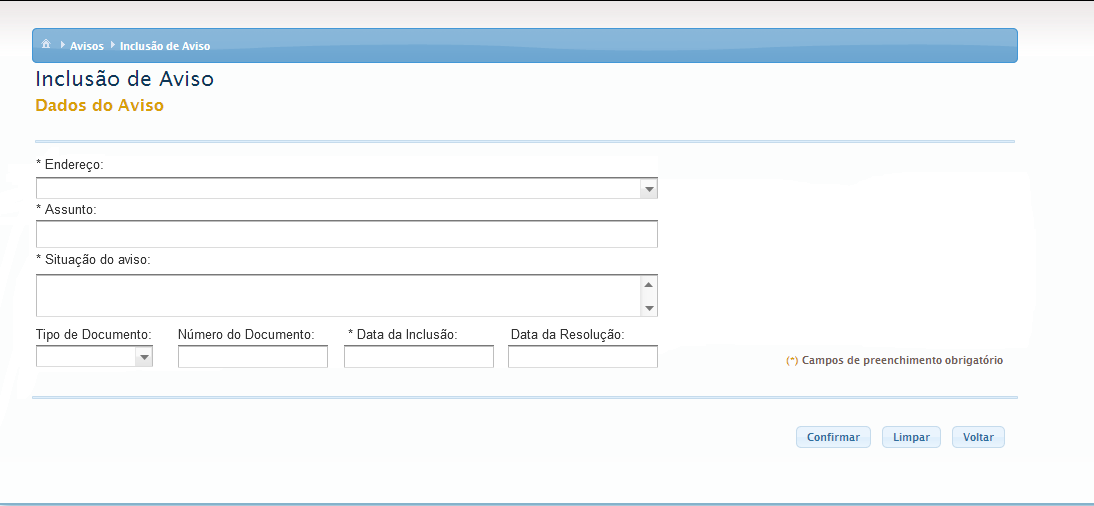 Avisos Inclusão de Aviso
Inclusão de Aviso
Dados do Aviso
* Endereço:
* Assunto:
* Situação do aviso:
Tipo de Documento: Número do Documento: * Data da Inclusão: Data da Resolução:
(*) Campos de preenchimento obrigatório
Confirmar Limpar Voltar